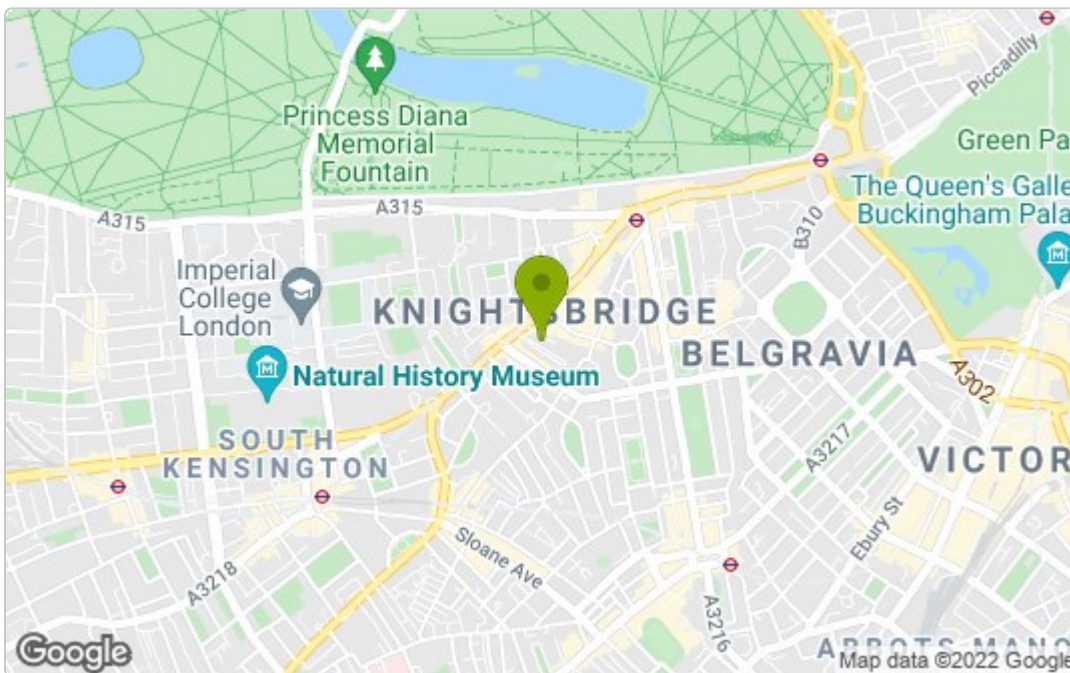 Piccadilly
Princess Diana
Memorial
Fountain
Green Pa
The Queen's Galle
Buckingham Pala
A315
A315
B310
Imperial
College
London
KNIGHTSBRIDGE
BELGRAVIA
Natural History Museum
A302
SOUTH
KENSINGTON
A3217
VICTOR
Sloane Ave
Ebury St
A3218
A3216
ABBOTS MANO
Google
Map data ©2022 Google